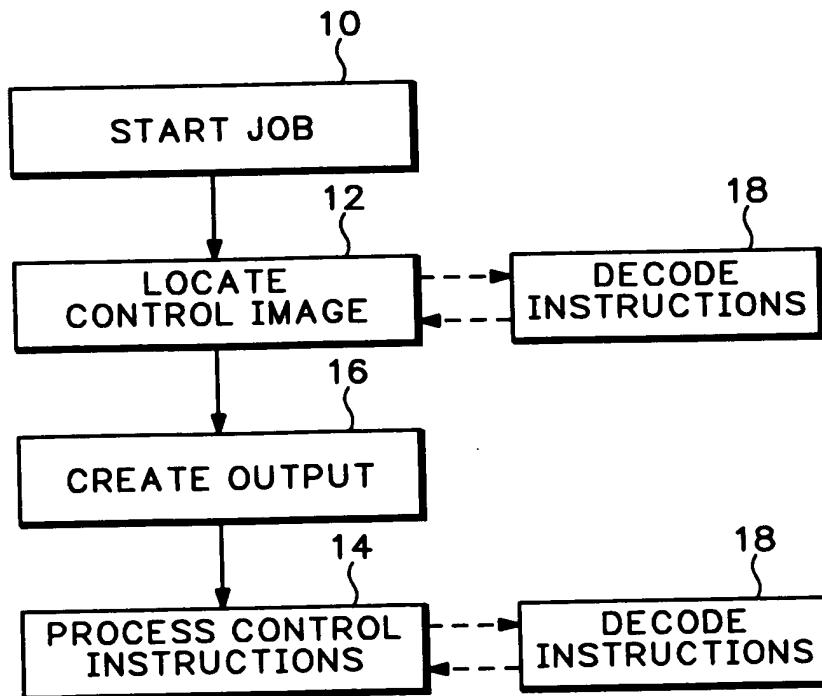 10
START JOB
12
LOCATE
CONTROL IMAGE
18
DECODE
INSTRUCTIONS
16
CREATE OUTPUT
14
PROCESS CONTROL
INSTRUCTIONS
18
DECODE
INSTRUCTIONS